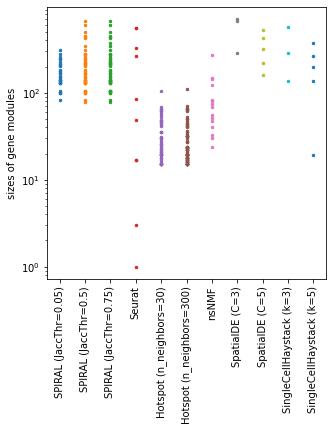 sizes of gene modules
10²
10¹
10⁰
SPIRAL (JaccThr=0.05)
SPIRAL (JaccThr=0.5)
SPIRAL (JaccThr=0.75)
Seurat
Hotspot (n_neighbors=30)
Hotspot (n_neighbors=300)
nsNMF
SpatialDE (C=3)
SpatialDE (C=5)
SingleCellHaystack (k=3)
SingleCellHaystack (k=5)